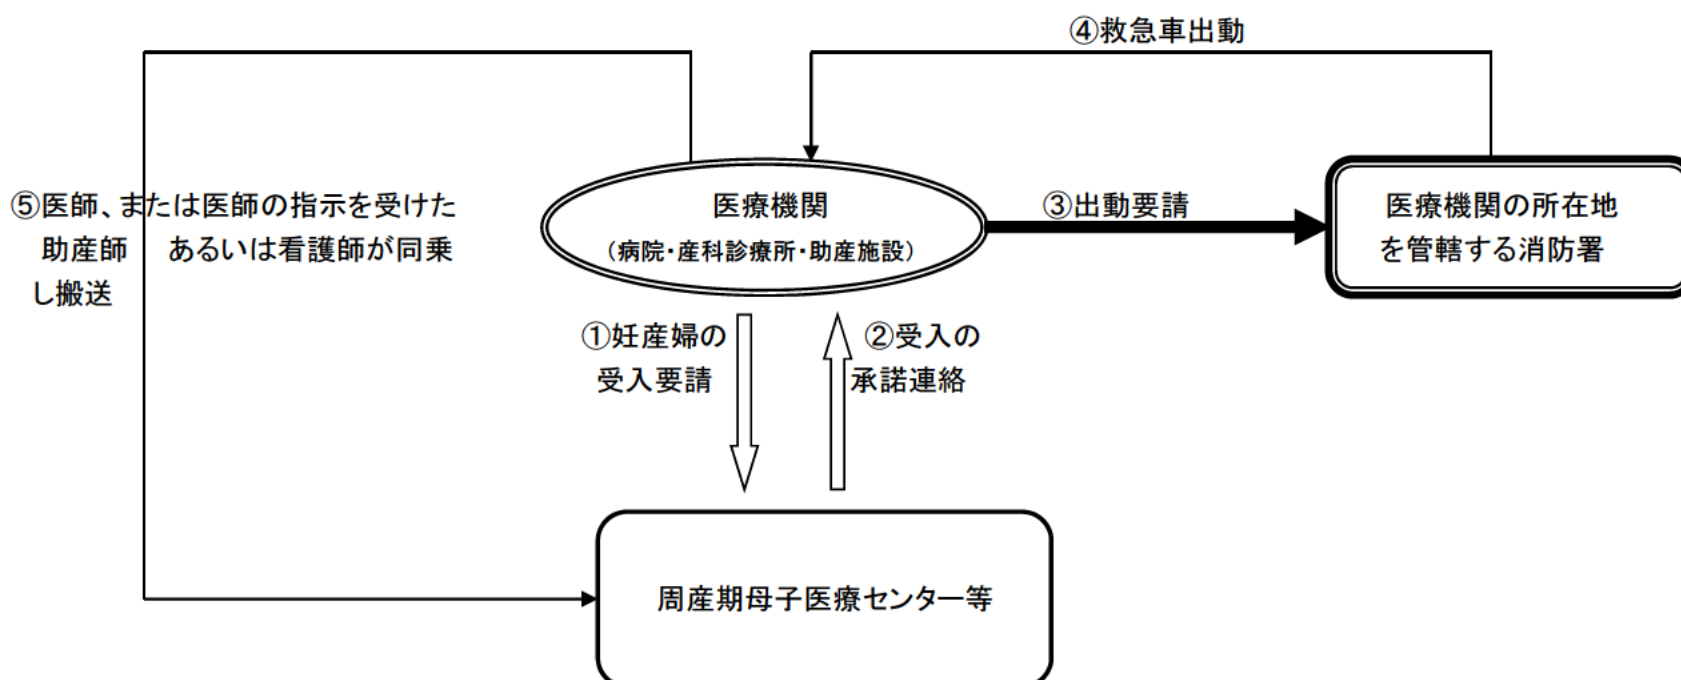 ④救急車出動
⑤医師、または医師の指示を受けた
助産師 あるいは看護師が同乗
し搬送
医療機関
（病院・産科診療所・助産施設）
③出動要請
医療機関の所在地
を管轄する消防署
①妊産婦の
受入要請
②受入の
承諾連絡
周産期母子医療センター等